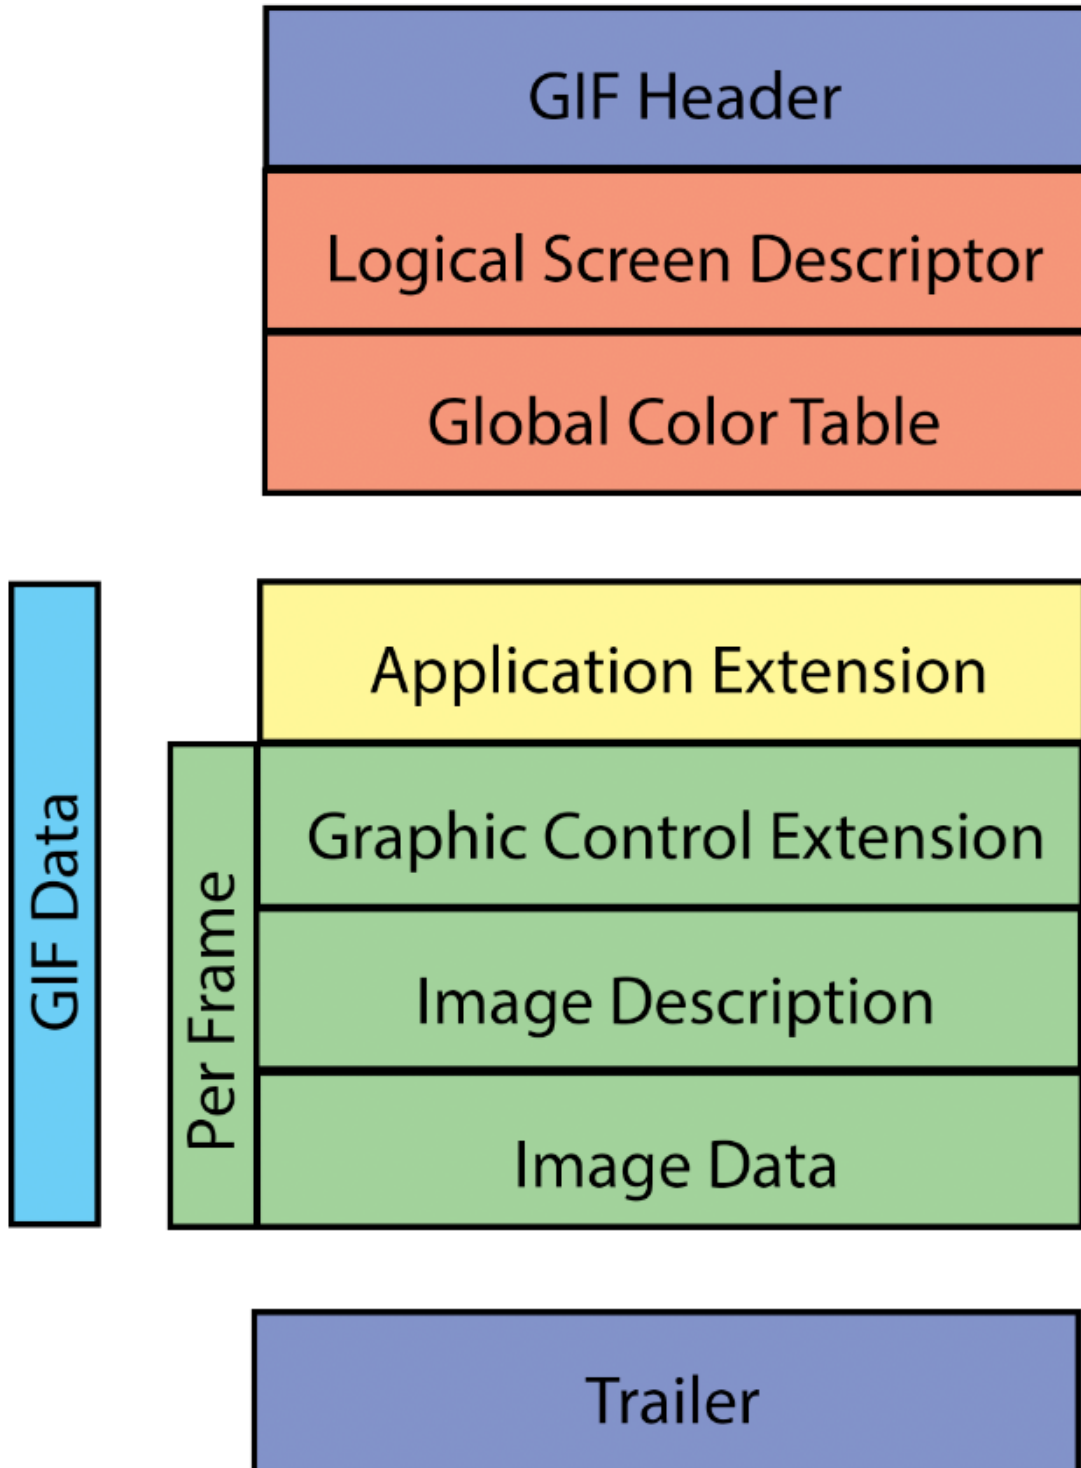 GIF Header
Logical Screen Descriptor
Global Color Table
GIF Data
Application Extension
Per Frame
Graphic Control Extension
Image Description
Image Data
Trailer